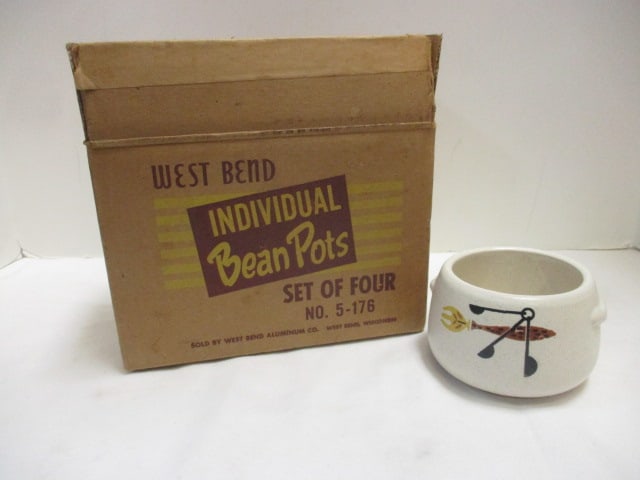 WEST BEND
INDIVIDUAL
Bean Pots
SET OF FOUR
NO. 5-176
SOLD BY WEST BEND ALUMINUM CO. WEST BEND, WISCONSIN